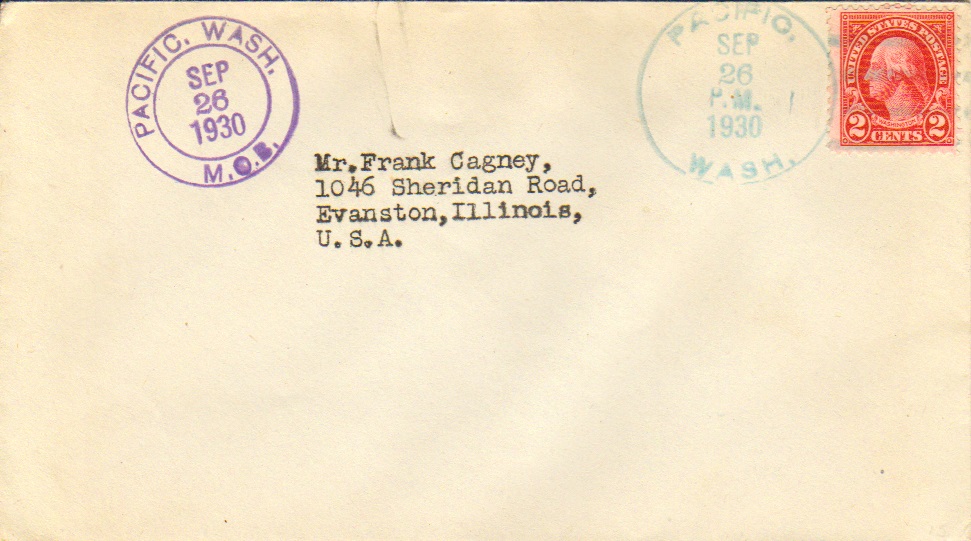 PACIFIC, WASH.
SEP
26
1930
M.O.B.
PACIFIC,
SEP
26
P.M.
1930
WASH.
UNITED STATES POSTAGE
2 CENTS 2
Mr.Frank Cagney,
1046 Sheridan Road,
Evanston,Illinois,
U.S.A.